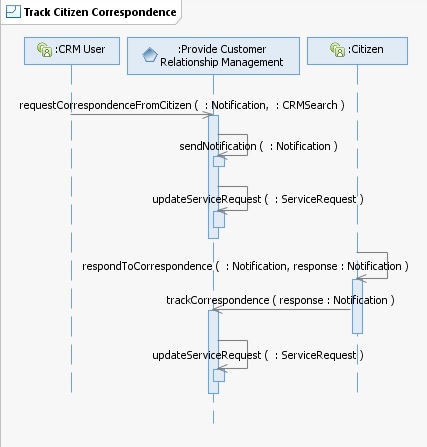 Track Citizen Correspondence
:CRM User
:Provide Customer
Relationship Management
:Citizen
requestCorrespondenceFromCitizen ( : Notification, : CRMSearch )
sendNotification ( : Notification )
updateServiceRequest ( : ServiceRequest )
respondToCorrespondence ( : Notification, response : Notification )
trackCorrespondence ( response : Notification )
updateServiceRequest ( : ServiceRequest )